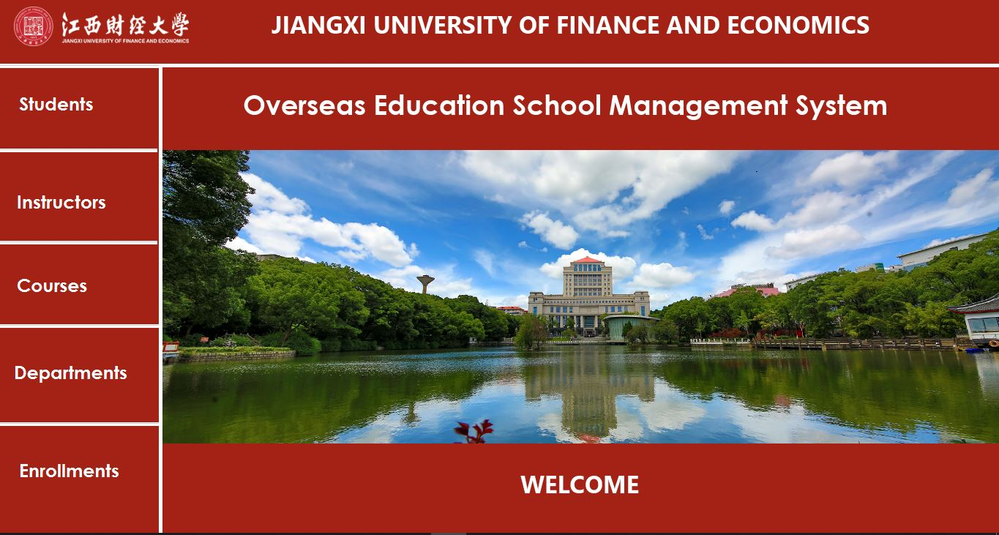 江西财经大学
JIANGXI UNIVERSITY OF FINANCE AND ECONOMICS
JIANGXI UNIVERSITY OF FINANCE AND ECONOMICS
Students
Instructors
Courses
Departments
Enrollments
Overseas Education School Management System
WELCOME